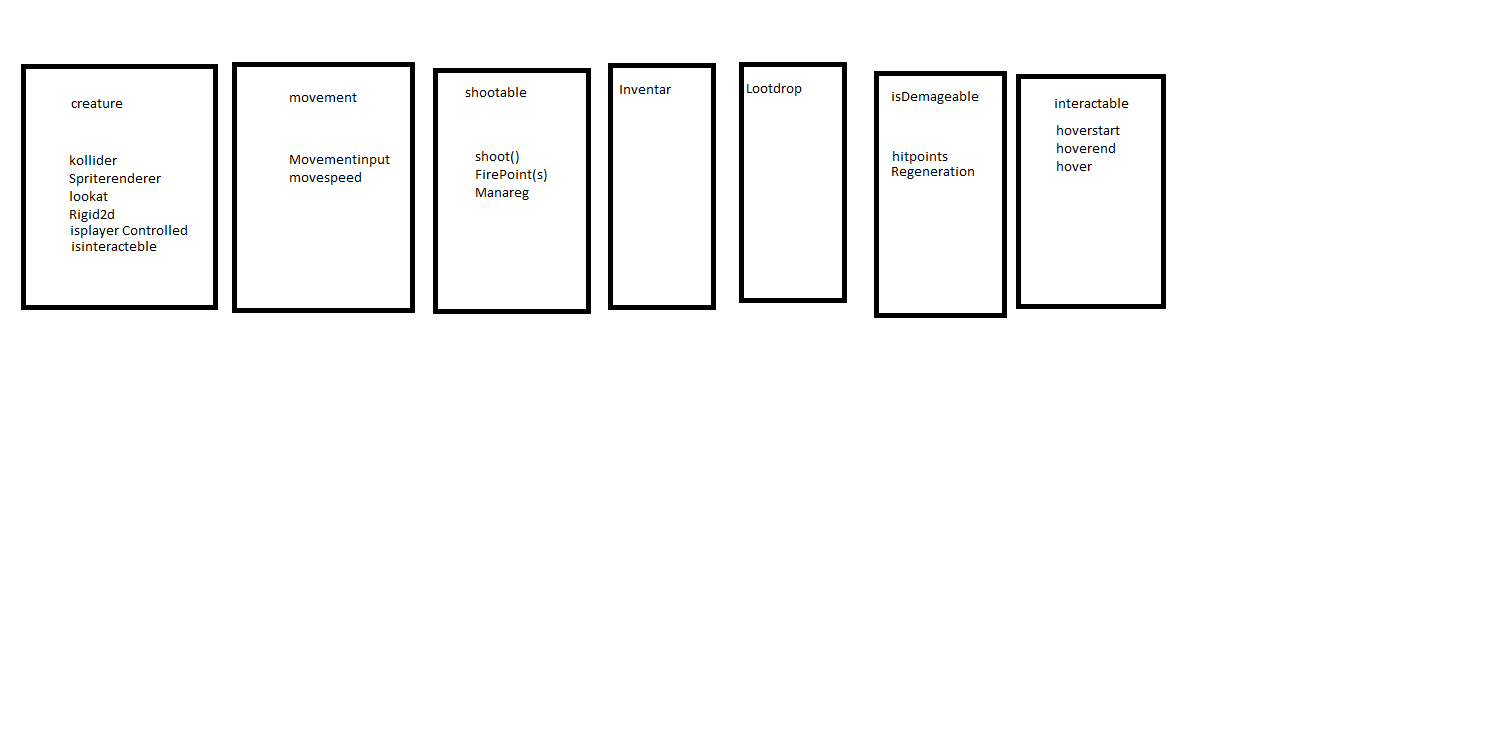 creature
kollider
Spriterenderer
lookat
Rigid2d
isplayer Controlled
isinteracteble
movement
Movementinput
movespeed
shootable
shoot()
FirePoint(s)
Manareg
Inventar
Lootdrop
isDemageable
hitpoints
Regeneration
interactable
hoverstart
hoverend
hover